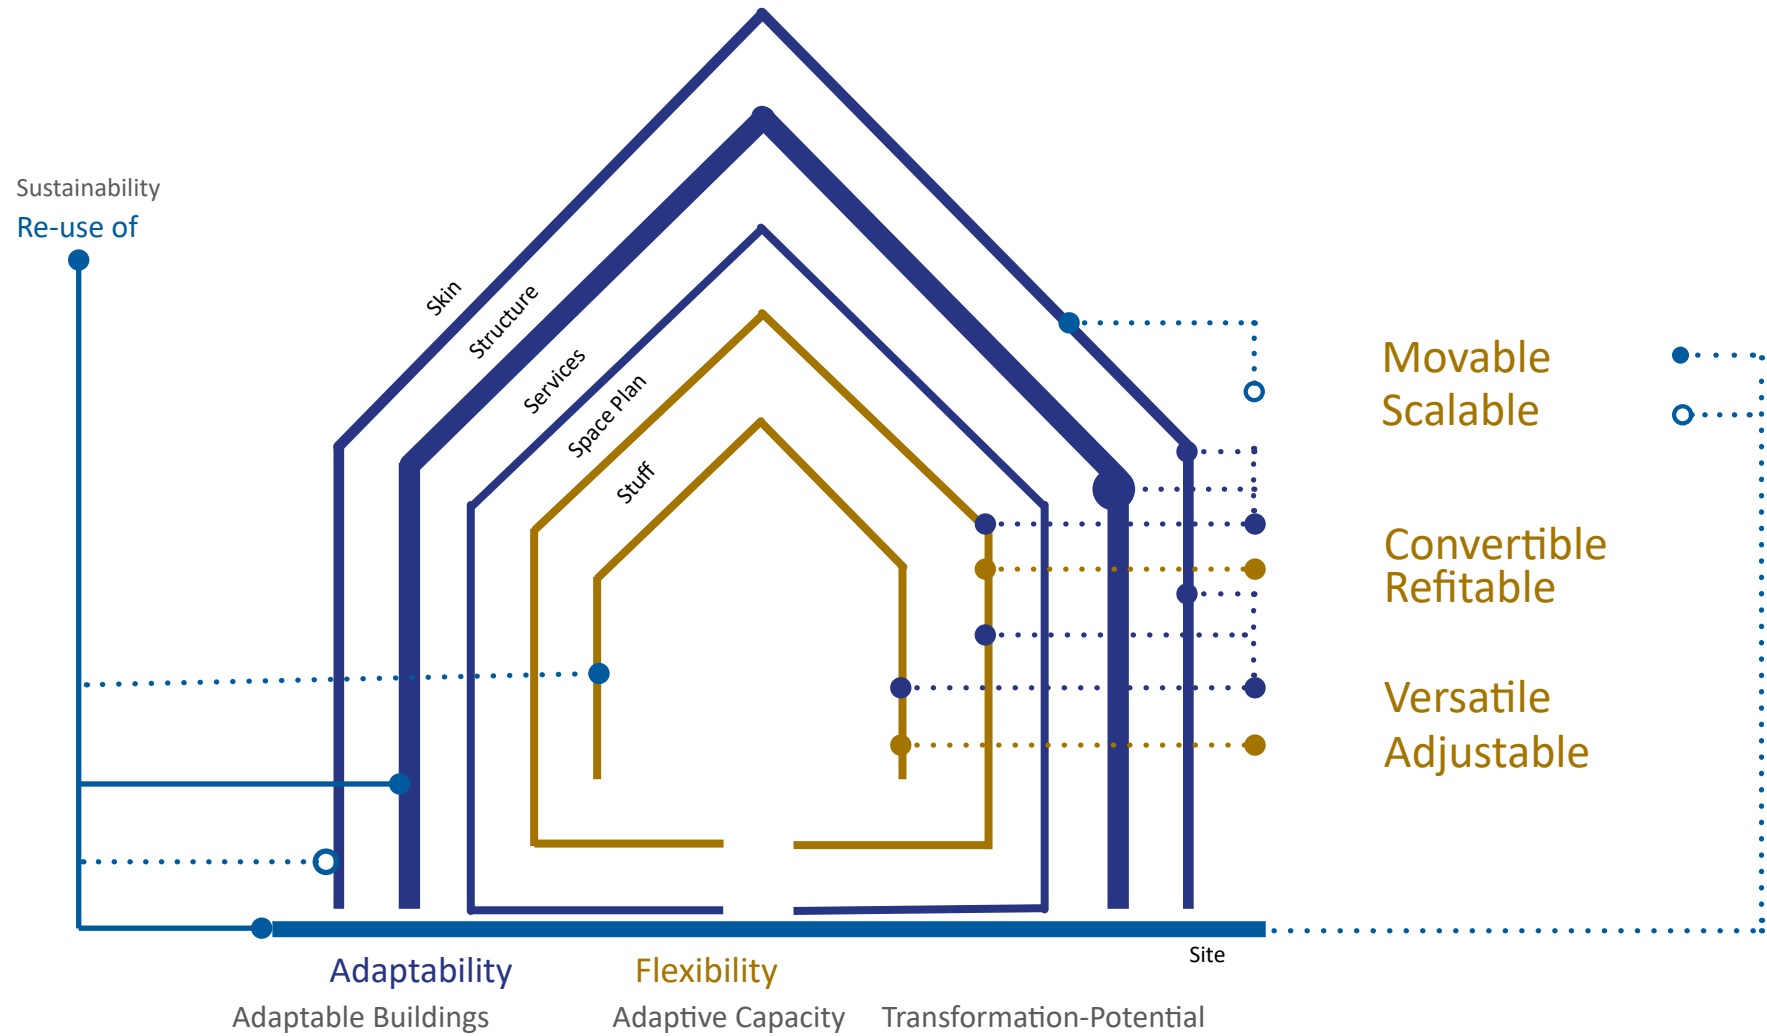 Sustainability
Re-use of
Skin
Structure
Services
Space Plan
Stuff
Movable
Scalable
Convertible
Refitable
Versatile
Adjustable
Site
Adaptability
Flexibility
Adaptable Buildings
Adaptive Capacity
Transformation-Potential